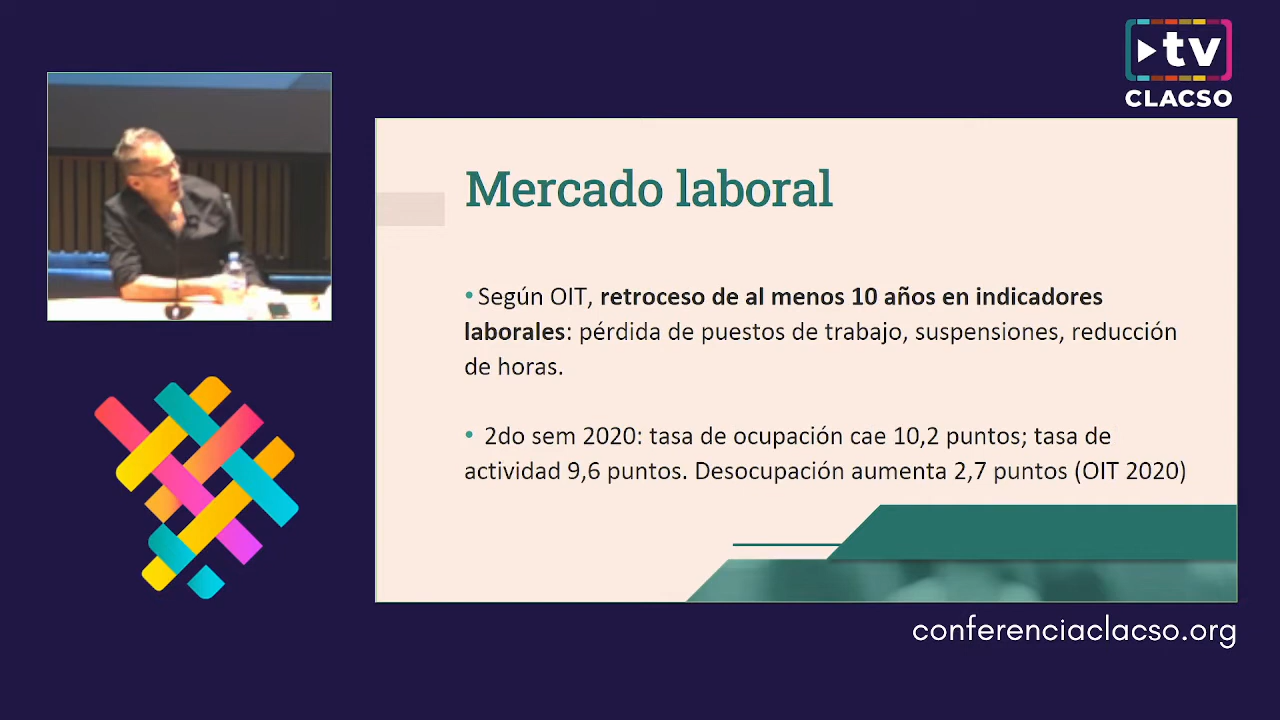 tv
CLACSO
Mercado laboral
• Según OIT, retroceso de al menos 10 años en indicadores
laborales: pérdida de puestos de trabajo, suspensiones, reducción
de horas.
• 2do sem 2020: tasa de ocupación cae 10,2 puntos; tasa de
actividad 9,6 puntos. Desocupación aumenta 2,7 puntos (OIT 2020)
conferenciaclacso.org